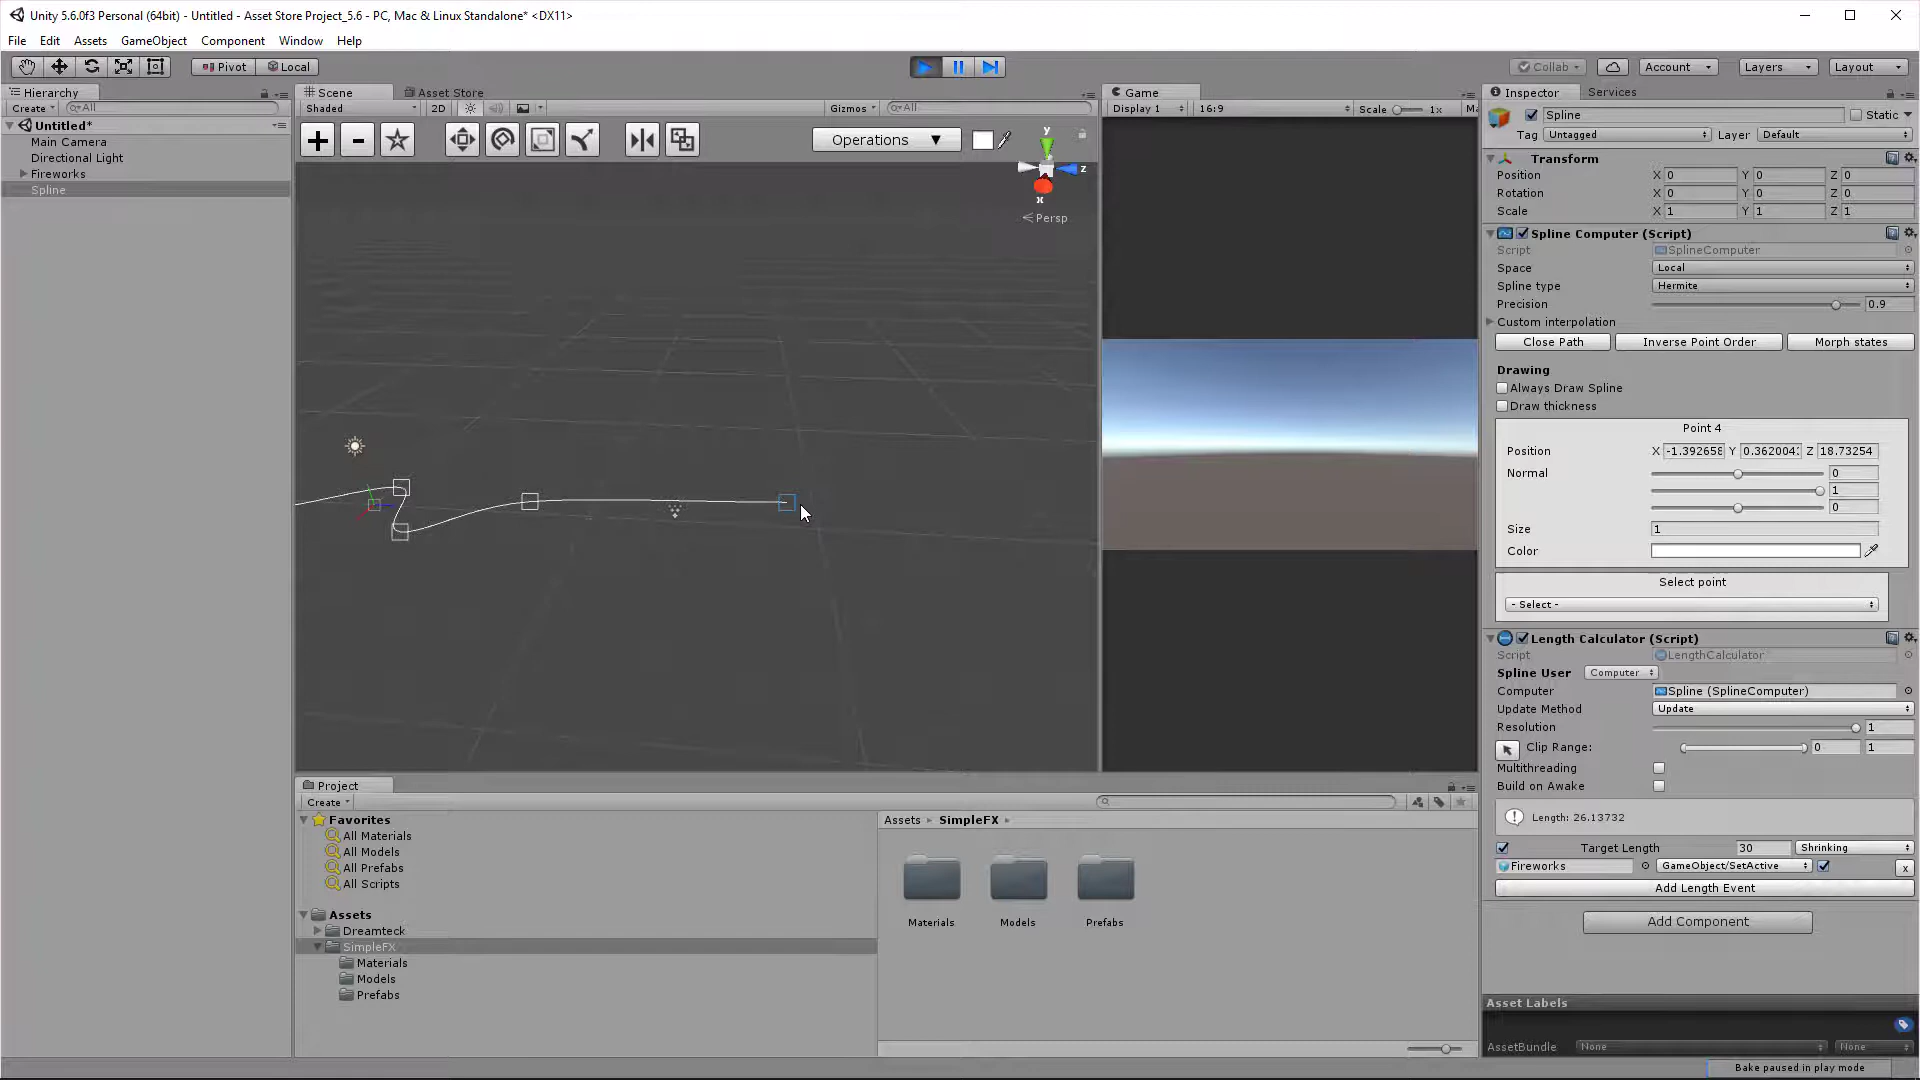 Unity 5.6.0f3 Personal (64bit) - Untitled - Asset Store Project_5.6 - PC, Mac & Linux Standalone* <DX11>
File Edit Assets GameObject Component Window Help
Pivot Local Collab Account Layers Layout
Hierarchy
Create All
Untitled*
Main Camera
Directional Light
Fireworks
Spline
Scene Asset Store
Shaded 2D Gizmos All
Operations
y
z
x
Persp
Game
Display 1 16:9 Scale 1x Ma
Inspector Services
Spline Static
Tag Untagged Layer Default
Transform
Position X 0 Y 0 Z 0
Rotation X 0 Y 0 Z 0
Scale X 1 Y 1 Z 1
Spline Computer (Script)
Script SplineComputer
Space Local
Spline type Hermite
Precision 0.9
Custom interpolation
Close Path Inverse Point Order Morph states
Drawing
Always Draw Spline
Draw thickness
Point 4
Position X -1.392658 Y 0.362004 Z 18.73254
Normal 0
1
0
Size 1
Color
Select point
- Select -
Length Calculator (Script)
Script LengthCalculator
Spline User Computer
Computer Spline (SplineComputer)
Update Method Update
Resolution 1
Clip Range: 0 1
Multithreading
Build on Awake
Length: 26.13732
Target Length 30 Shrinking
Fireworks GameObject/SetActive x
Add Length Event
Add Component
Asset Labels
AssetBundle None None
Bake paused in play mode
Project
Create
Favorites
All Materials
All Models
All Prefabs
All Scripts
Assets
Dreamteck
SimpleFX
Materials
Models
Prefabs
Assets SimpleFX
Materials Models Prefabs